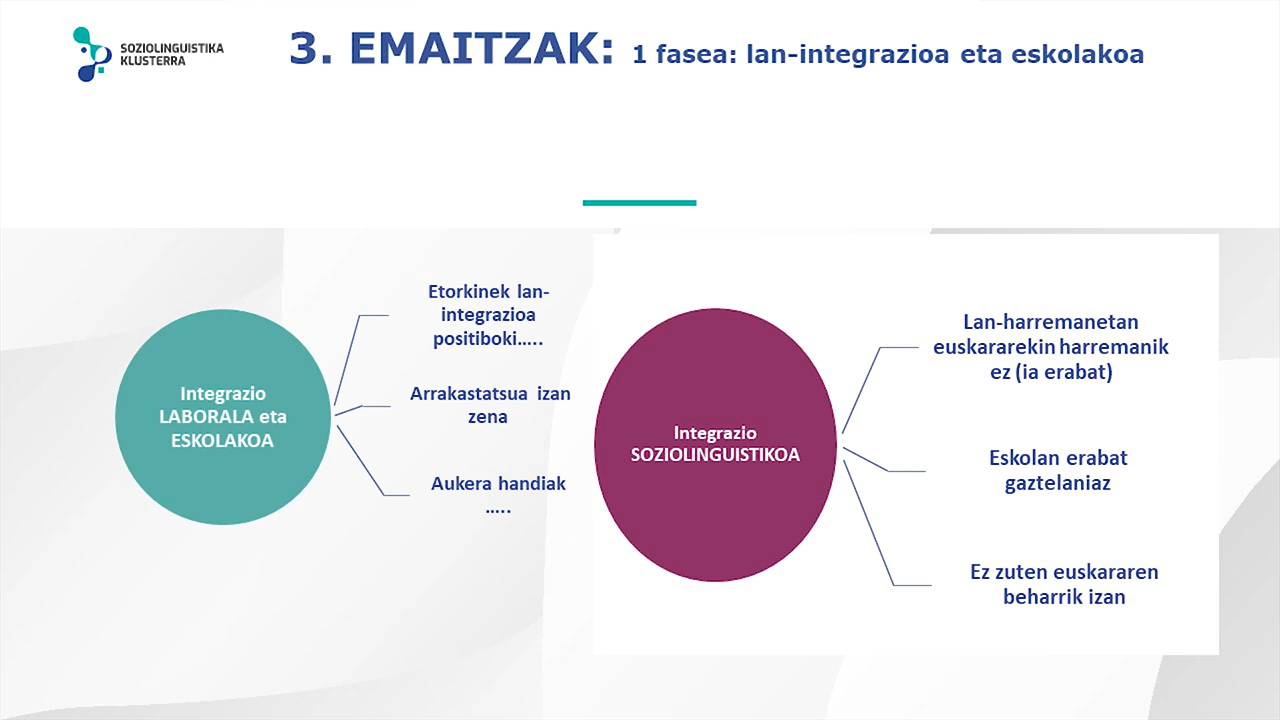 SOZIOLINGUISTIKA
KLUSTERRA
3. EMAITZAK: 1 fasea: lan-integrazioa eta eskolakoa
Integrazio
LABORALA eta
ESKOLAKOA
Etorkinek lan-
integrazioa
positiboki.....
Arrakastatsua izan
zena
Aukera handiak
.....
Integrazio
SOZIOLINGUISTIKOA
Lan-harremanetan
euskararekin harremanik
ez (ia erabat)
Eskolan erabat
gaztelaniaz
Ez zuten euskararen
beharrik izan